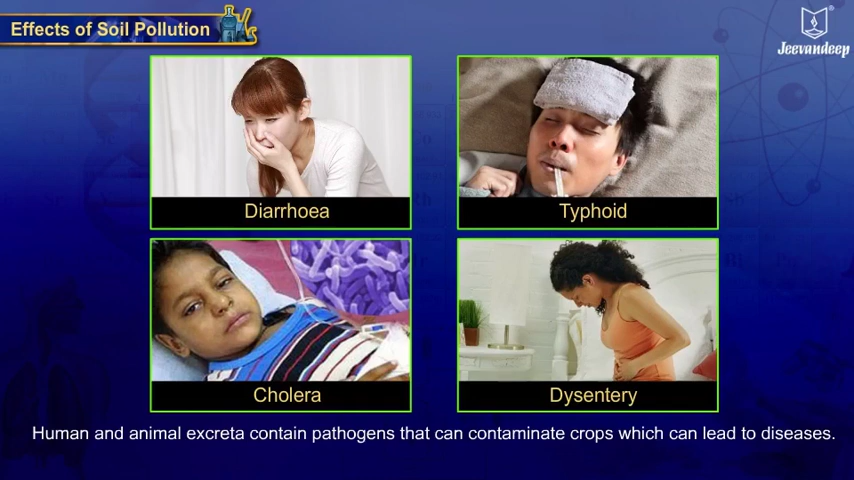 Effects of Soil Pollution
Jeevandeep
Diarrhoea
Typhoid
Cholera
Dysentery
Human and animal excreta contain pathogens that can contaminate crops which can lead to diseases.